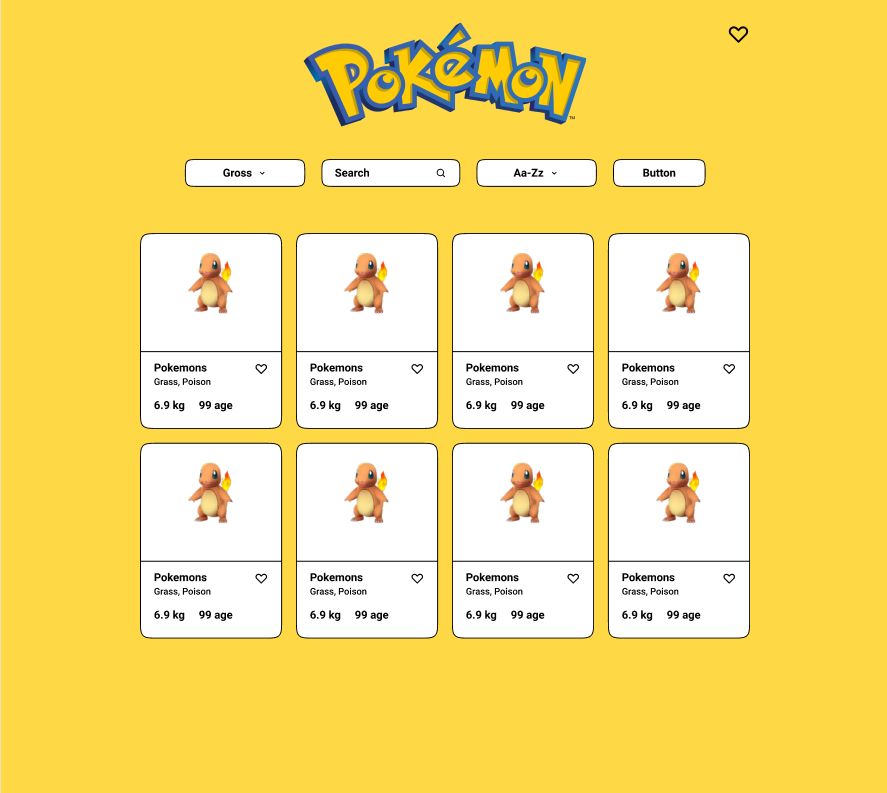 POKéMON
TM
Gross
Search
Aa-Zz
Button
Pokemons
Grass, Poison
6.9 kg 99 age
Pokemons
Grass, Poison
6.9 kg 99 age
Pokemons
Grass, Poison
6.9 kg 99 age
Pokemons
Grass, Poison
6.9 kg 99 age
Pokemons
Grass, Poison
6.9 kg 99 age
Pokemons
Grass, Poison
6.9 kg 99 age
Pokemons
Grass, Poison
6.9 kg 99 age
Pokemons
Grass, Poison
6.9 kg 99 age